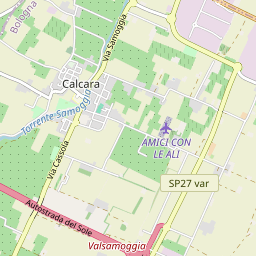 Bologna
Via Samoggia
Calcara
Torrente Samoggia
AMICI CON
LE ALI
Via Cassola
SP27 var
Autostrada del Sole
Valsamoggia